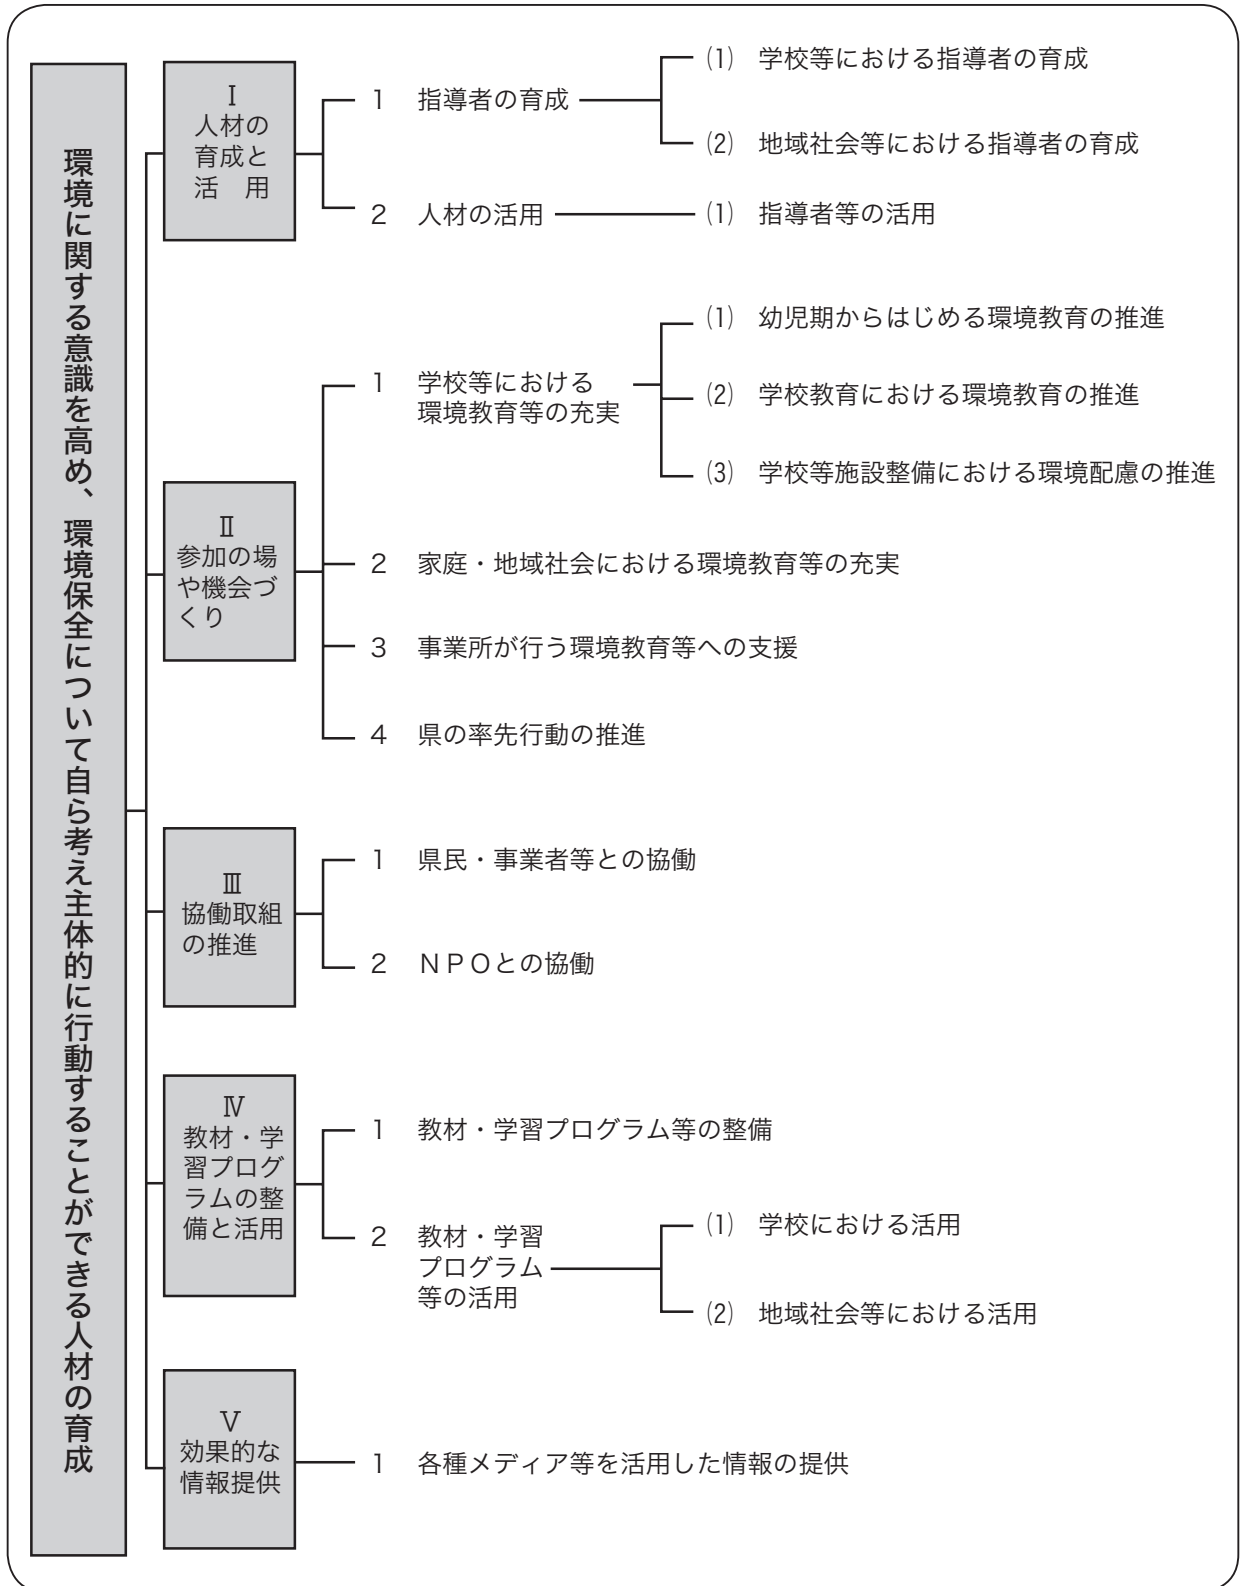 環境に関する意識を高め、環境保全について自ら考え主体的に行動することができる人材の育成
Ⅰ
人材の
育成と
活　用
1　指導者の育成
⑴　学校等における指導者の育成
⑵　地域社会等における指導者の育成
2　人材の活用
⑴　指導者等の活用
Ⅱ
参加の場
や機会づ
くり
1　学校等における
環境教育等の充実
⑴　幼児期からはじめる環境教育の推進
⑵　学校教育における環境教育の推進
⑶　学校等施設整備における環境配慮の推進
2　家庭・地域社会における環境教育等の充実
3　事業所が行う環境教育等への支援
4　県の率先行動の推進
Ⅲ
協働取組
の推進
1　県民・事業者等との協働
2　ＮＰＯとの協働
Ⅳ
教材・学
習プログ
ラムの整
備と活用
1　教材・学習プログラム等の整備
2　教材・学習
プログラム
等の活用
⑴　学校における活用
⑵　地域社会等における活用
Ⅴ
効果的な
情報提供
1　各種メディア等を活用した情報の提供